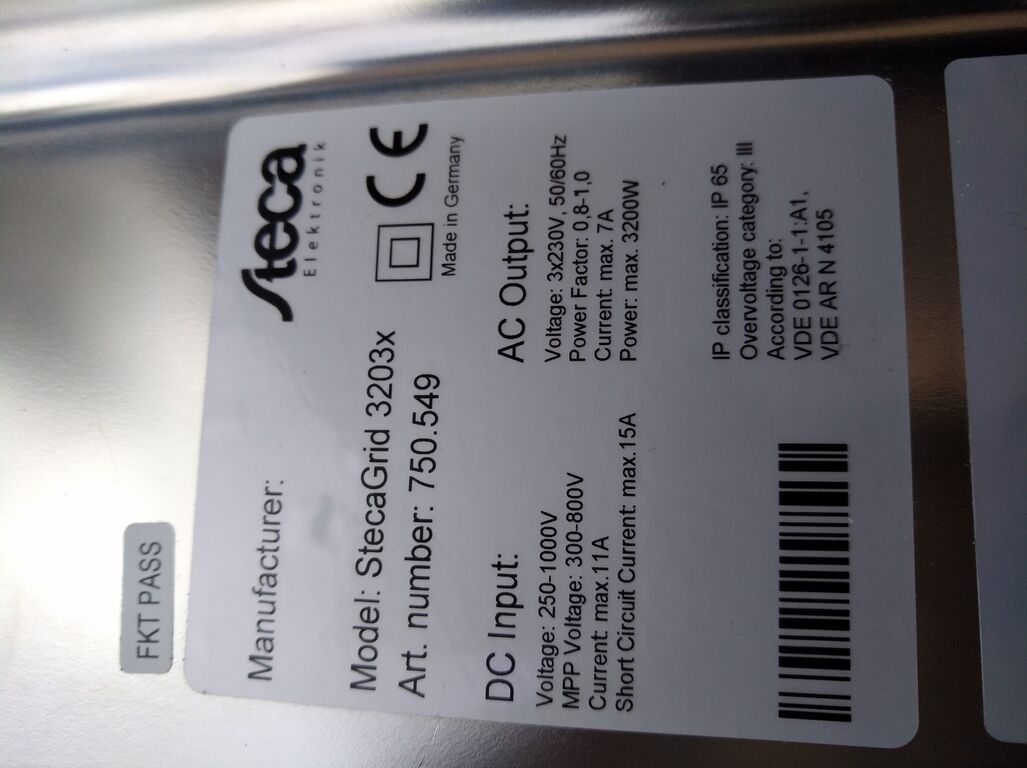 FKT PASS
Manufacturer:
Steca
Elektronik
Model: StecaGrid 3203x
Art. number: 750.549
CE
Made in Germany
DC Input:
Voltage: 250-1000V
MPP Voltage: 300-800V
Current: max.11A
Short Circuit Current: max.15A
AC Output:
Voltage: 3x230V, 50/60Hz
Power Factor: 0,8-1,0
Current: max. 7A
Power: max. 3200W
IP classification: IP 65
Overvoltage category: III
According to:
VDE 0126-1-1:A1,
VDE AR N 4105